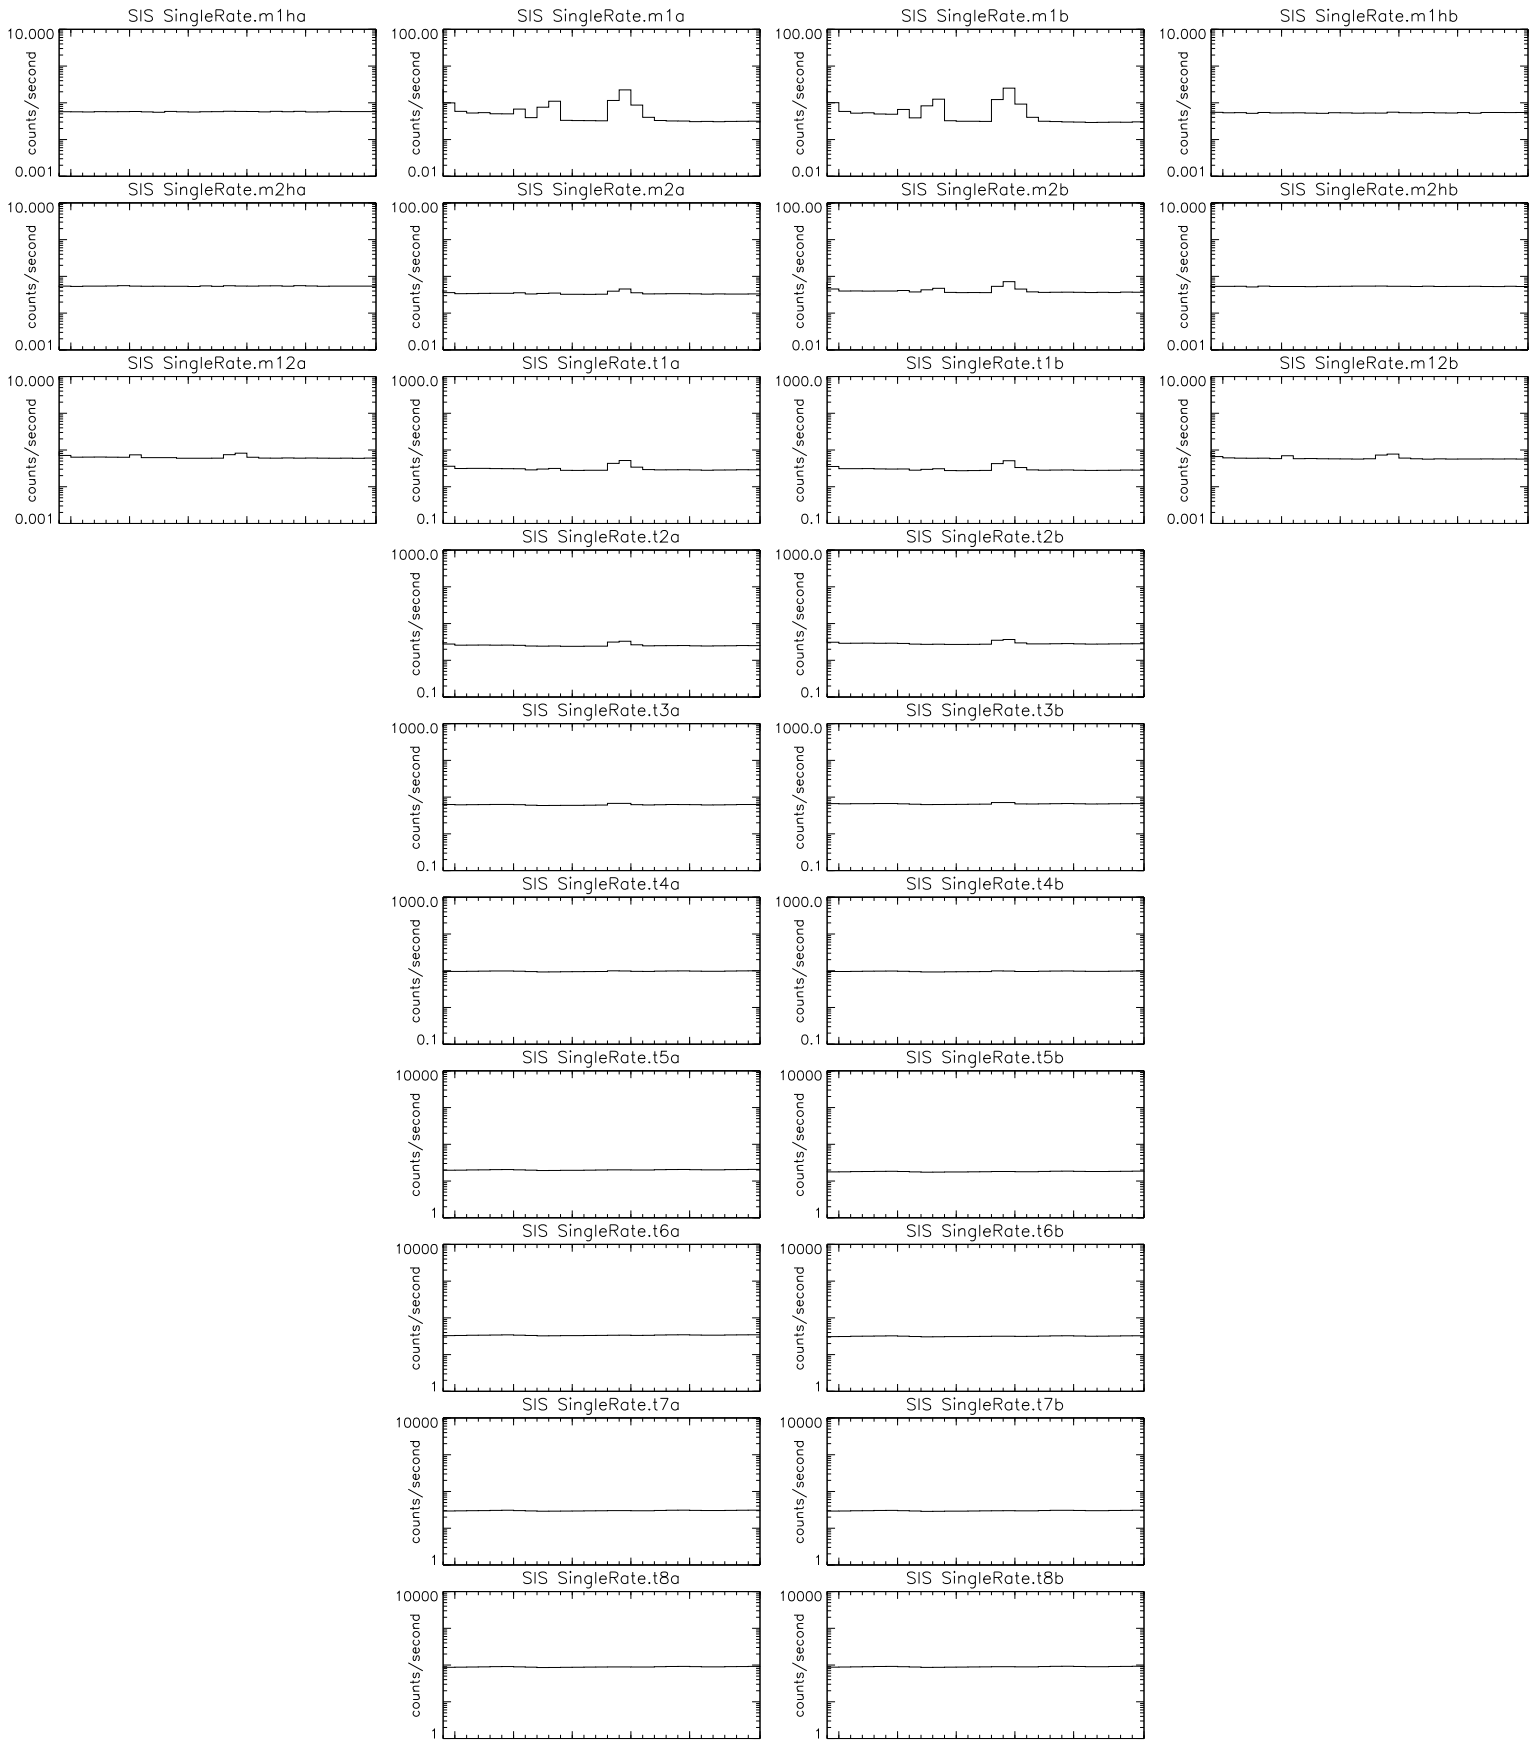 SIS SingleRate.m1ha SIS SingleRate.m1a SIS SingleRate.m1b SIS SingleRate.m1hb
10.000 100.00 100.00 10.000
counts/second counts/second counts/second counts/second
0.001 0.01 0.01 0.001
SIS SingleRate.m2ha SIS SingleRate.m2a SIS SingleRate.m2b SIS SingleRate.m2hb
10.000 100.00 100.00 10.000
counts/second counts/second counts/second counts/second
0.001 0.01 0.01 0.001
SIS SingleRate.m12a SIS SingleRate.t1a SIS SingleRate.t1b SIS SingleRate.m12b
10.000 1000.0 1000.0 10.000
counts/second counts/second counts/second counts/second
0.001 0.1 0.1 0.001
SIS SingleRate.t2a SIS SingleRate.t2b
1000.0 1000.0
counts/second counts/second
0.1 0.1
SIS SingleRate.t3a SIS SingleRate.t3b
1000.0 1000.0
counts/second counts/second
0.1 0.1
SIS SingleRate.t4a SIS SingleRate.t4b
1000.0 1000.0
counts/second counts/second
0.1 0.1
SIS SingleRate.t5a SIS SingleRate.t5b
10000 10000
counts/second counts/second
1 1
SIS SingleRate.t6a SIS SingleRate.t6b
10000 10000
counts/second counts/second
1 1
SIS SingleRate.t7a SIS SingleRate.t7b
10000 10000
counts/second counts/second
1 1
SIS SingleRate.t8a SIS SingleRate.t8b
10000 10000
counts/second counts/second
1 1